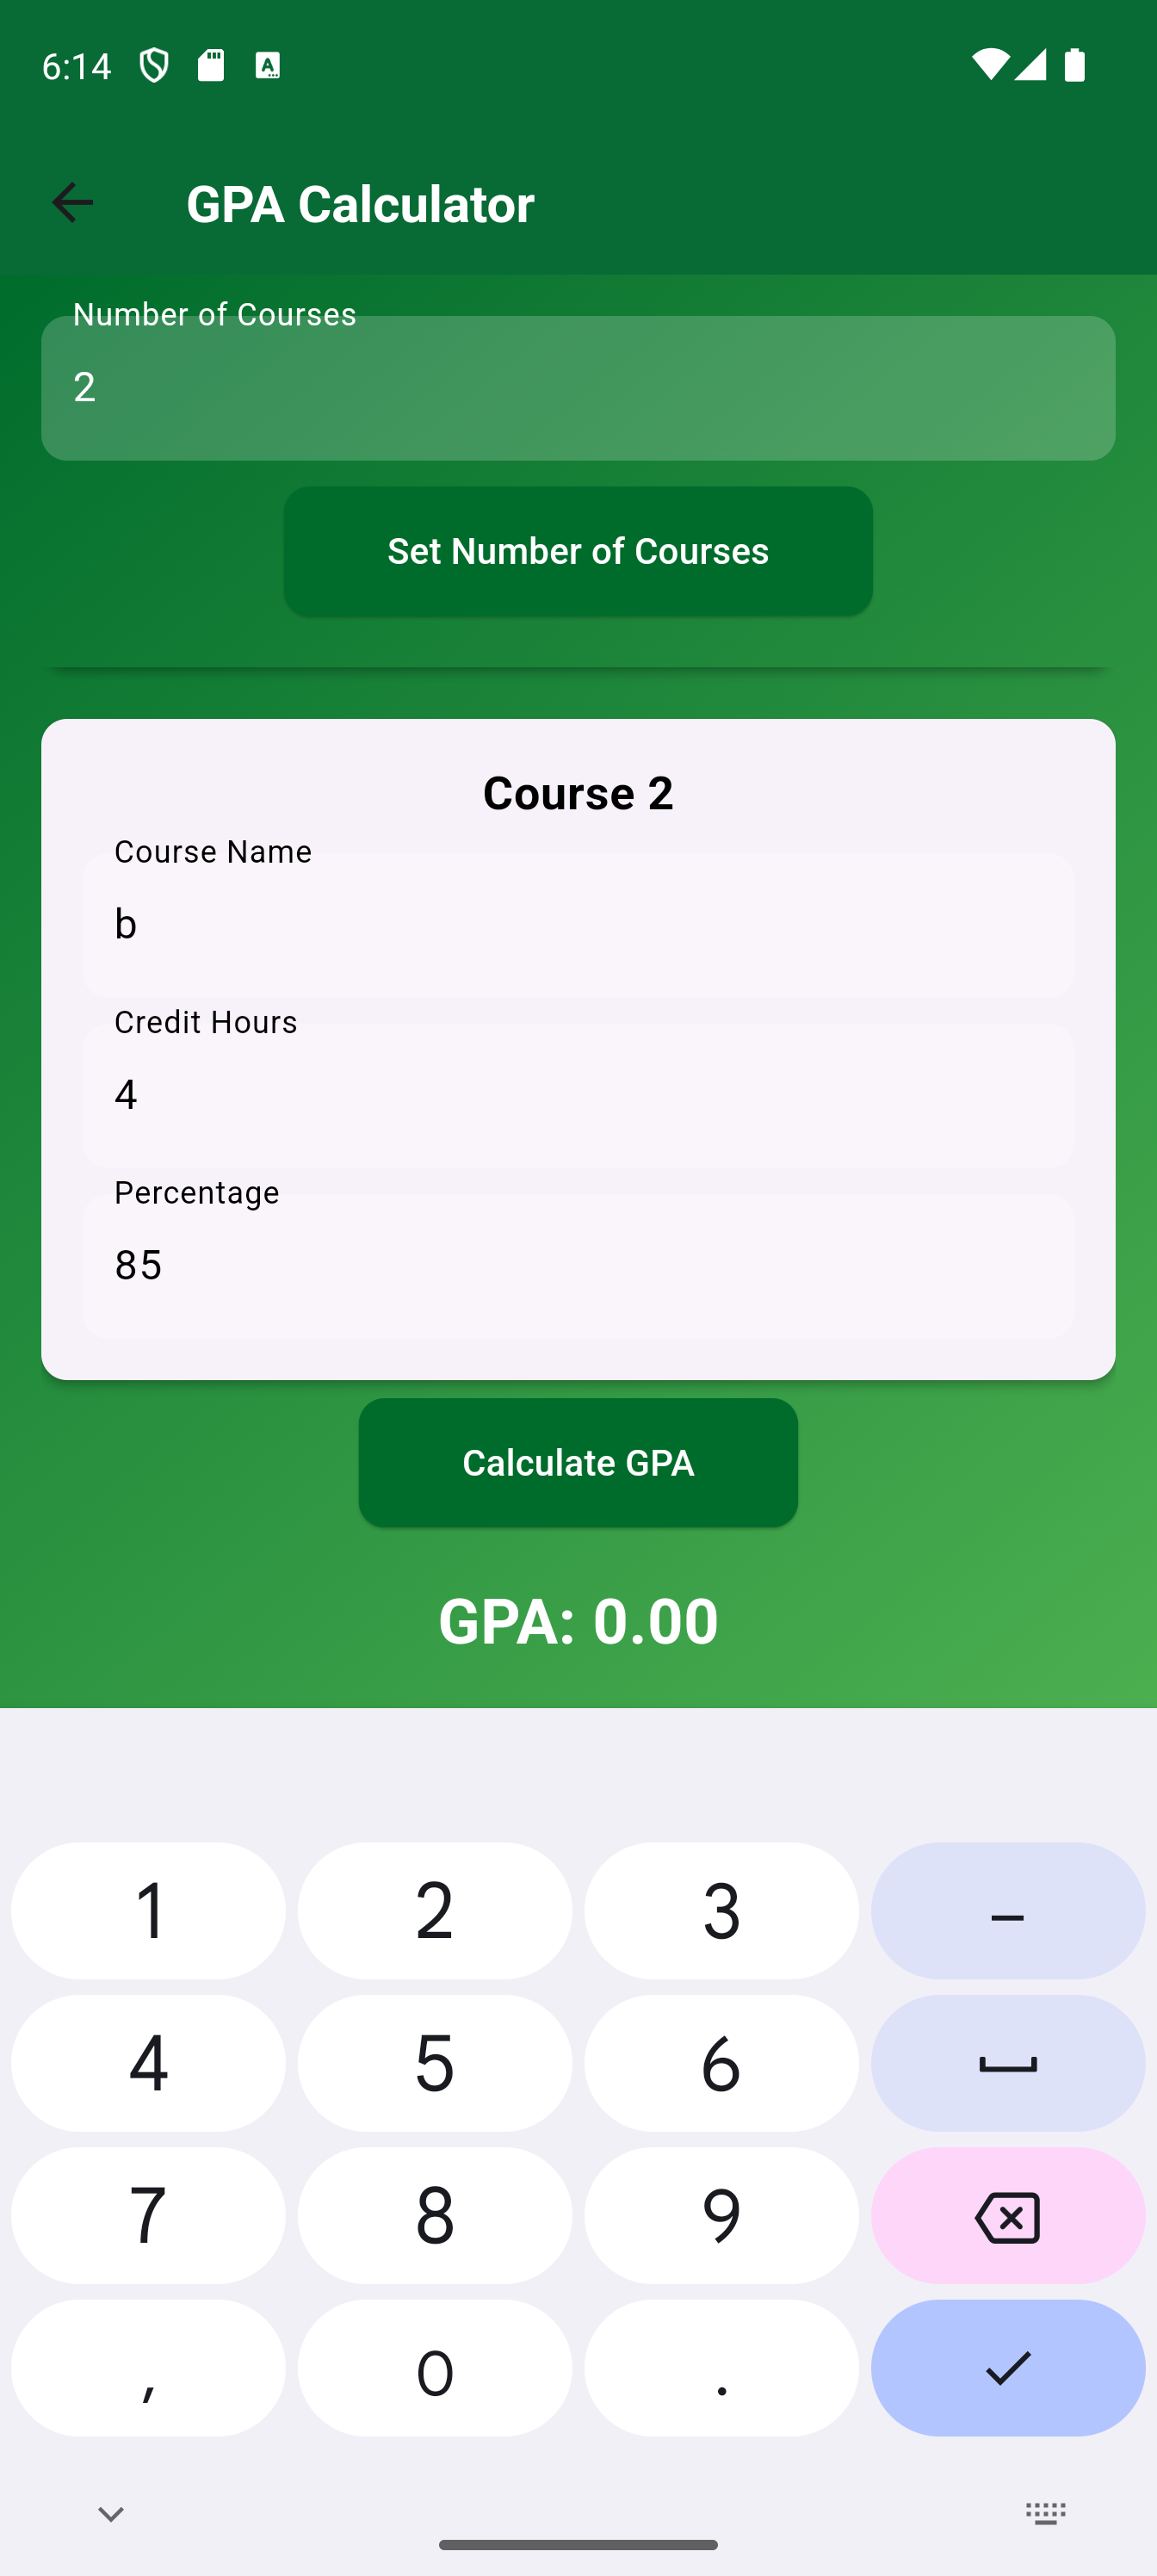 6:14
GPA Calculator
Number of Courses
2
Set Number of Courses
Course 2
Course Name
b
Credit Hours
4
Percentage
85
Calculate GPA
GPA: 0.00
1 2 3 –
4 5 6
7 8 9
, 0 .